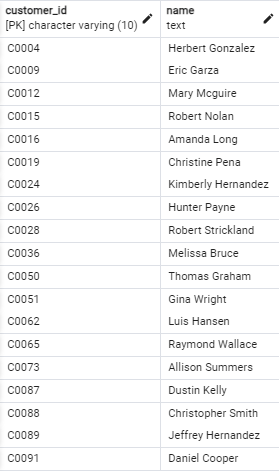 customer_id name
[PK] character varying (10) text
C0004 Herbert Gonzalez
C0009 Eric Garza
C0012 Mary Mcguire
C0015 Robert Nolan
C0016 Amanda Long
C0019 Christine Pena
C0024 Kimberly Hernandez
C0026 Hunter Payne
C0028 Robert Strickland
C0036 Melissa Bruce
C0050 Thomas Graham
C0051 Gina Wright
C0062 Luis Hansen
C0065 Raymond Wallace
C0073 Allison Summers
C0087 Dustin Kelly
C0088 Christopher Smith
C0089 Jeffrey Hernandez
C0091 Daniel Cooper